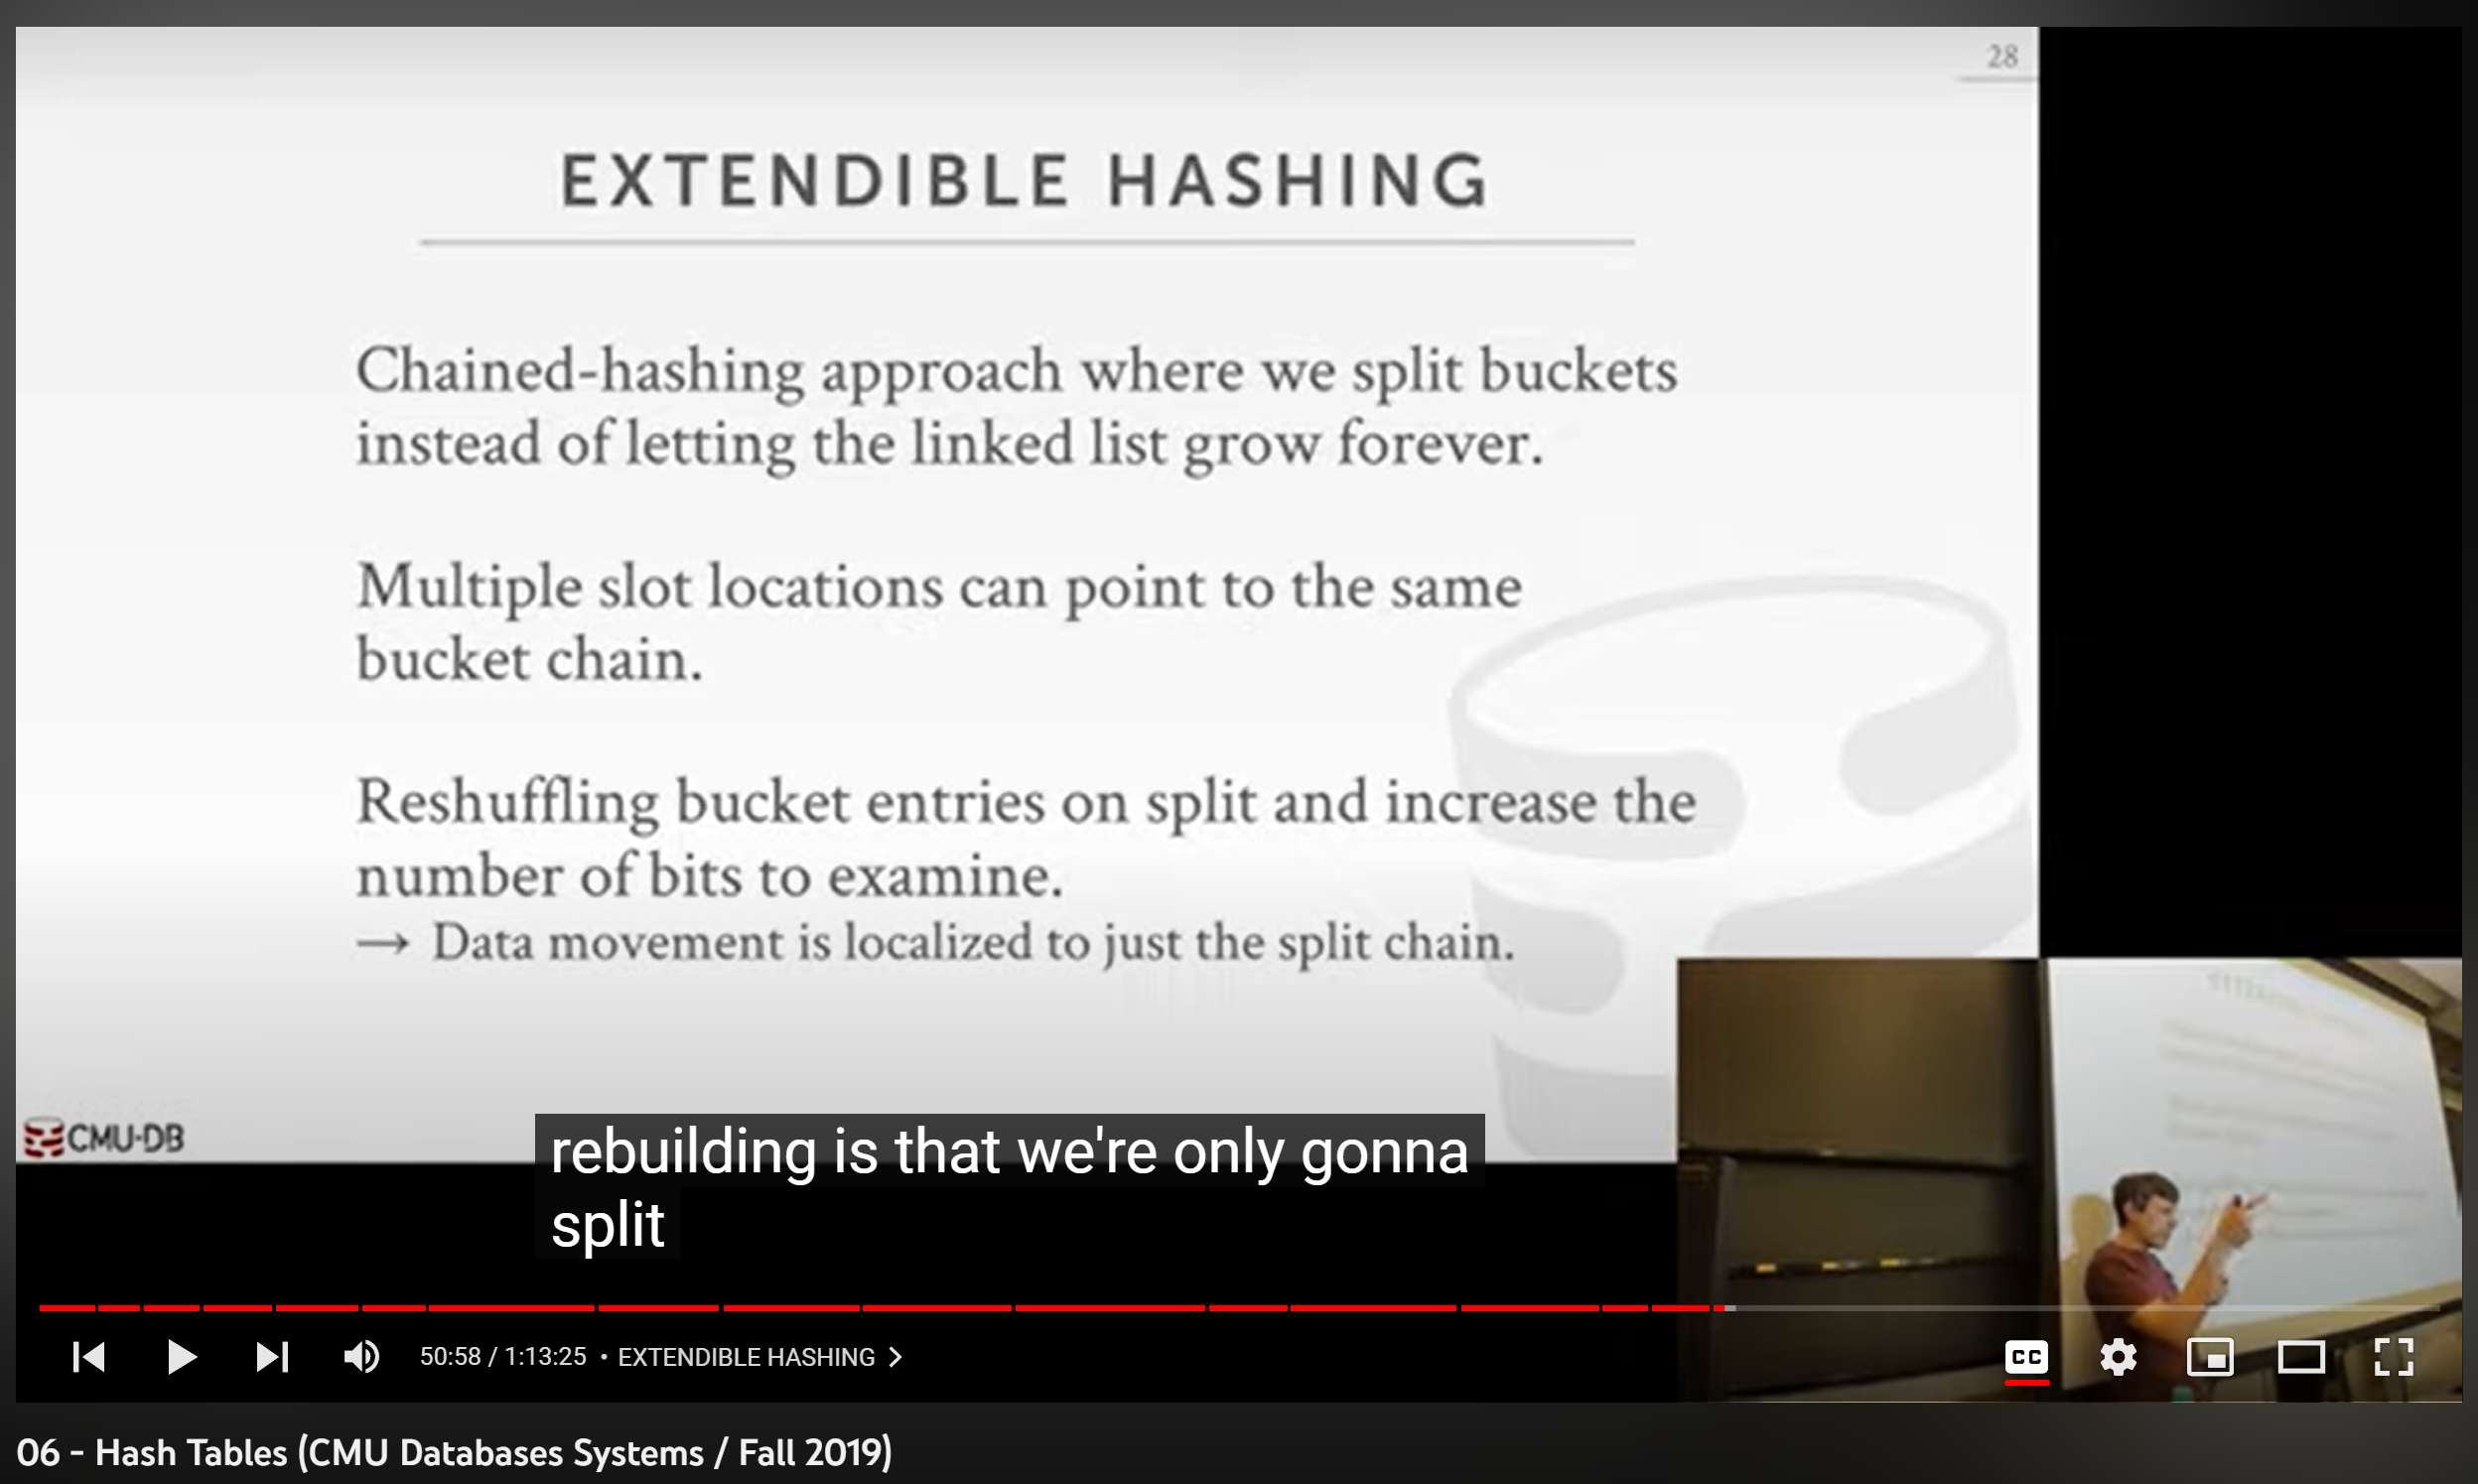 28
EXTENDIBLE HASHING
Chained-hashing approach where we split buckets
instead of letting the linked list grow forever.
Multiple slot locations can point to the same
bucket chain.
Reshuffling bucket entries on split and increase the
number of bits to examine.
→ Data movement is localized to just the split chain.
CMU·DB
rebuilding is that we're only gonna
split
50:58 / 1:13:25 • EXTENDIBLE HASHING
CC
06 - Hash Tables (CMU Databases Systems / Fall 2019)